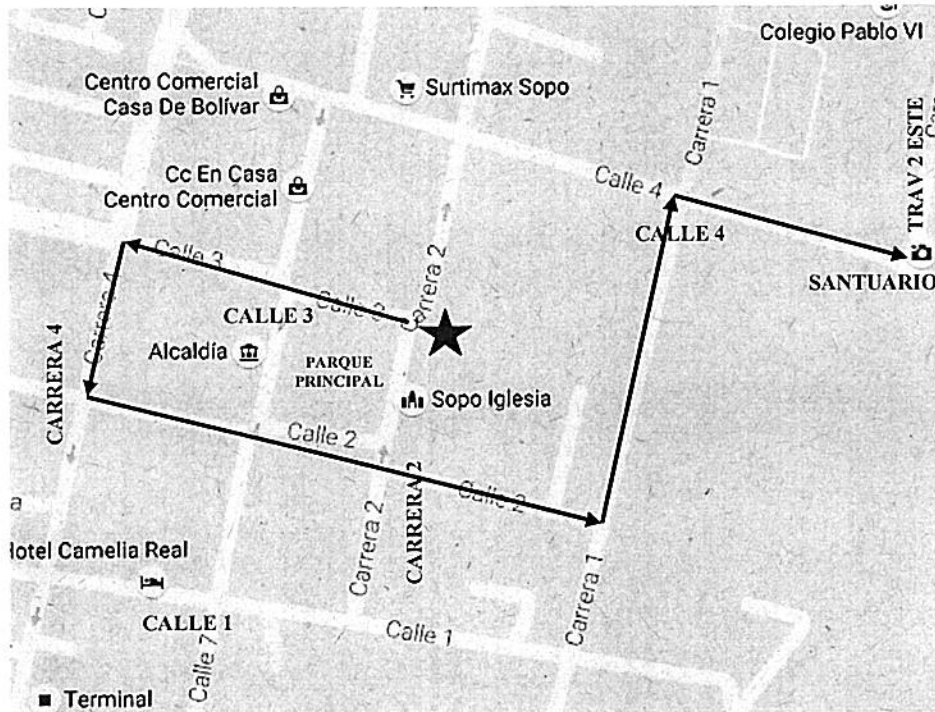 Colegio Pablo VI
Centro Comercial
Casa De Bolívar
Surtimax Sopo
Carrera 1
TRAV 2 ESTE
Cc En Casa
Centro Comercial
Calle 4
CALLE 4
SANTUARIO
Calle 3
Carrera 2
Calle 3
CALLE 3
Carrera 4
CARRERA 4
Alcaldía
PARQUE
PRINCIPAL
Sopo Iglesia
Calle 2
Calle 2
CARRERA 2
Carrera 2
Hotel Camelia Real
Carrera 1
CALLE 1
Calle 1
Calle 7
Terminal